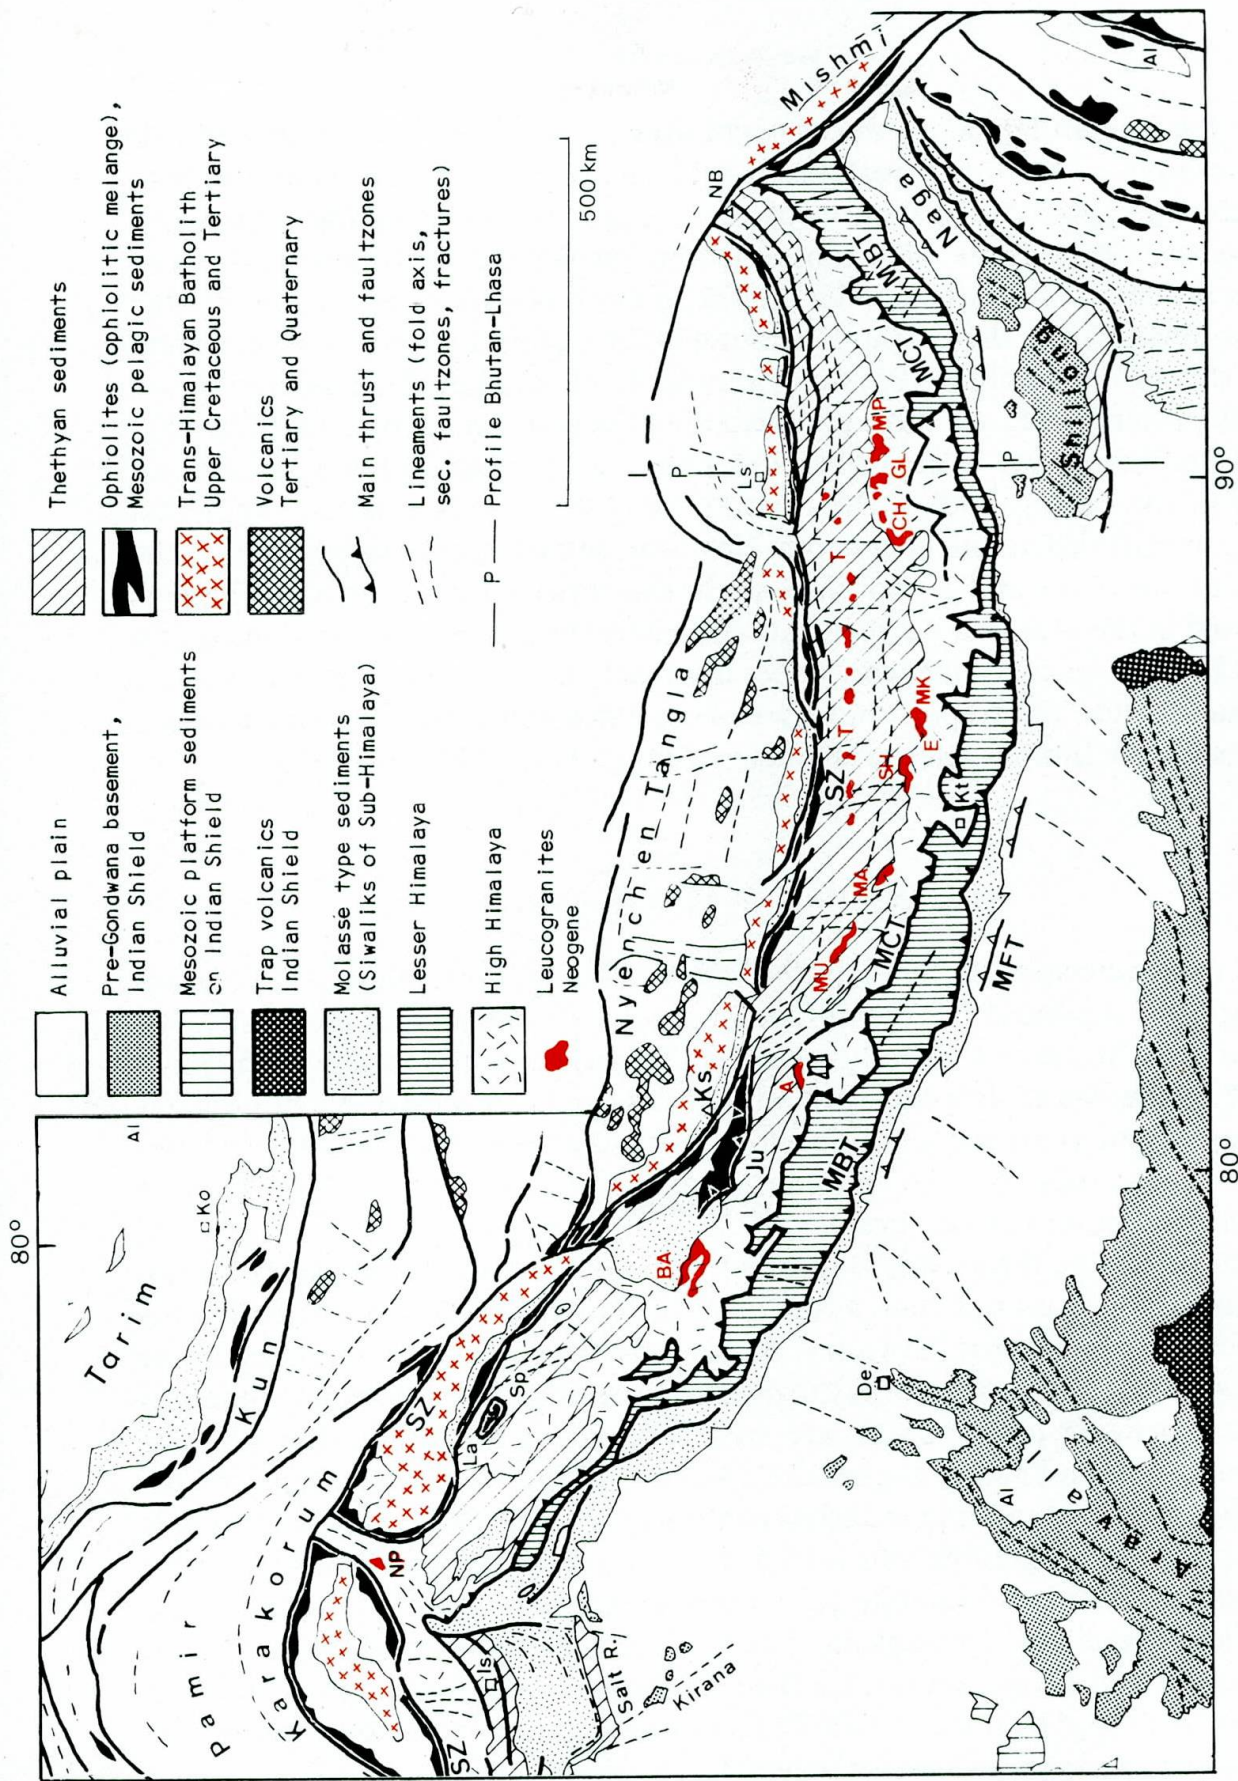 Alluvial plain
Pre-Gondwana basement,
Indian Shield
Mesozoic platform sediments
on Indian Shield
Trap volcanics
Indian Shield
Molasse type sediments
(Siwaliks of Sub-Himalaya)
Lesser Himalaya
High Himalaya
Leucogranites
Neogene
Thethyan sediments
Ophiolites (ophiolitic melange),
Mesozoic pelagic sediments
Trans-Himalayan Batholith
Upper Cretaceous and Tertiary
Volcanics
Tertiary and Quaternary
Main thrust and faultzones
Lineaments (fold axis,
sec. faultzones, fractures)
P
Profile Bhutan-Lhasa
500 km
80°
Tarim
Al
Ko
Kun
Pamir
Karakorum
SZ
NP
La
Sp
SZ
Is
Salt R.
Kirana
BA
Ju
Ks
Nyenchen Tangla
A
MBT
MU
MCT
MA
MFT
SZ
T
T
SH
E
MK
Kt
P
Ls
CH
GL
MP
MCT
MBT
NB
Mishmi
Naga
Shillong
P
Al
De
Al
Aravalli
80°
90°